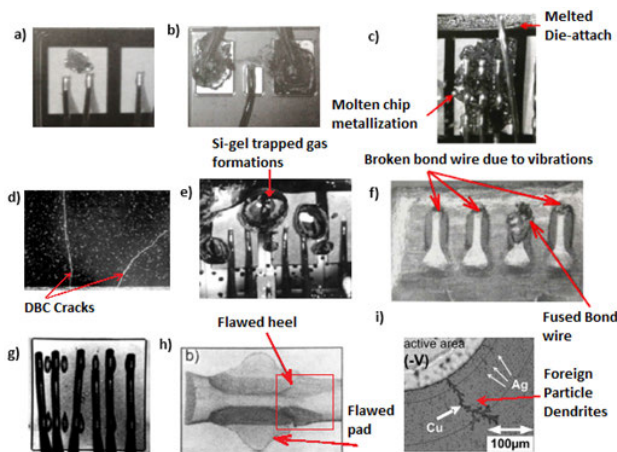 a)
b)
c)
Melted
Die-attach
Molten chip
metallization
Si-gel trapped gas
formations
Broken bond wire due to vibrations
d)
e)
f)
DBC Cracks
Fused Bond
wire
Flawed heel
g)
h)
b)
Flawed
pad
i)
active area
(-V)
Ag
Cu
100µm
Foreign
Particle
Dendrites